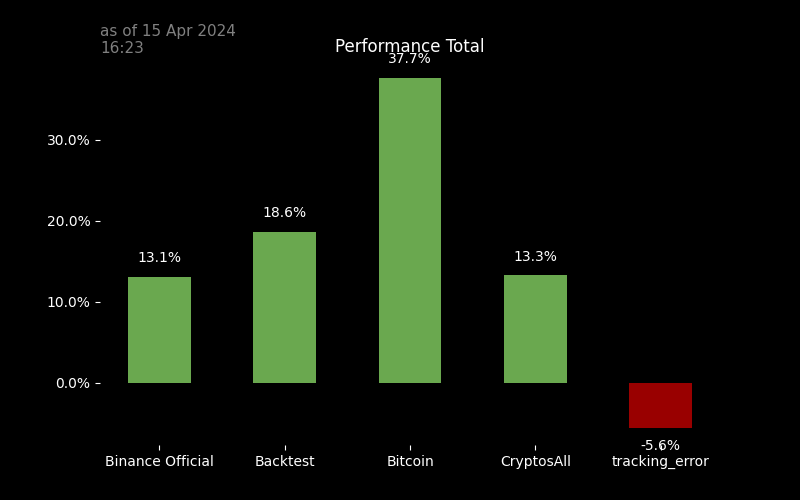 as of 15 Apr 2024
16:23
Performance Total
37.7%
30.0%
18.6%
20.0%
13.1%
13.3%
10.0%
0.0%
-5.6%
Binance Official
Backtest
Bitcoin
CryptosAll
tracking_error